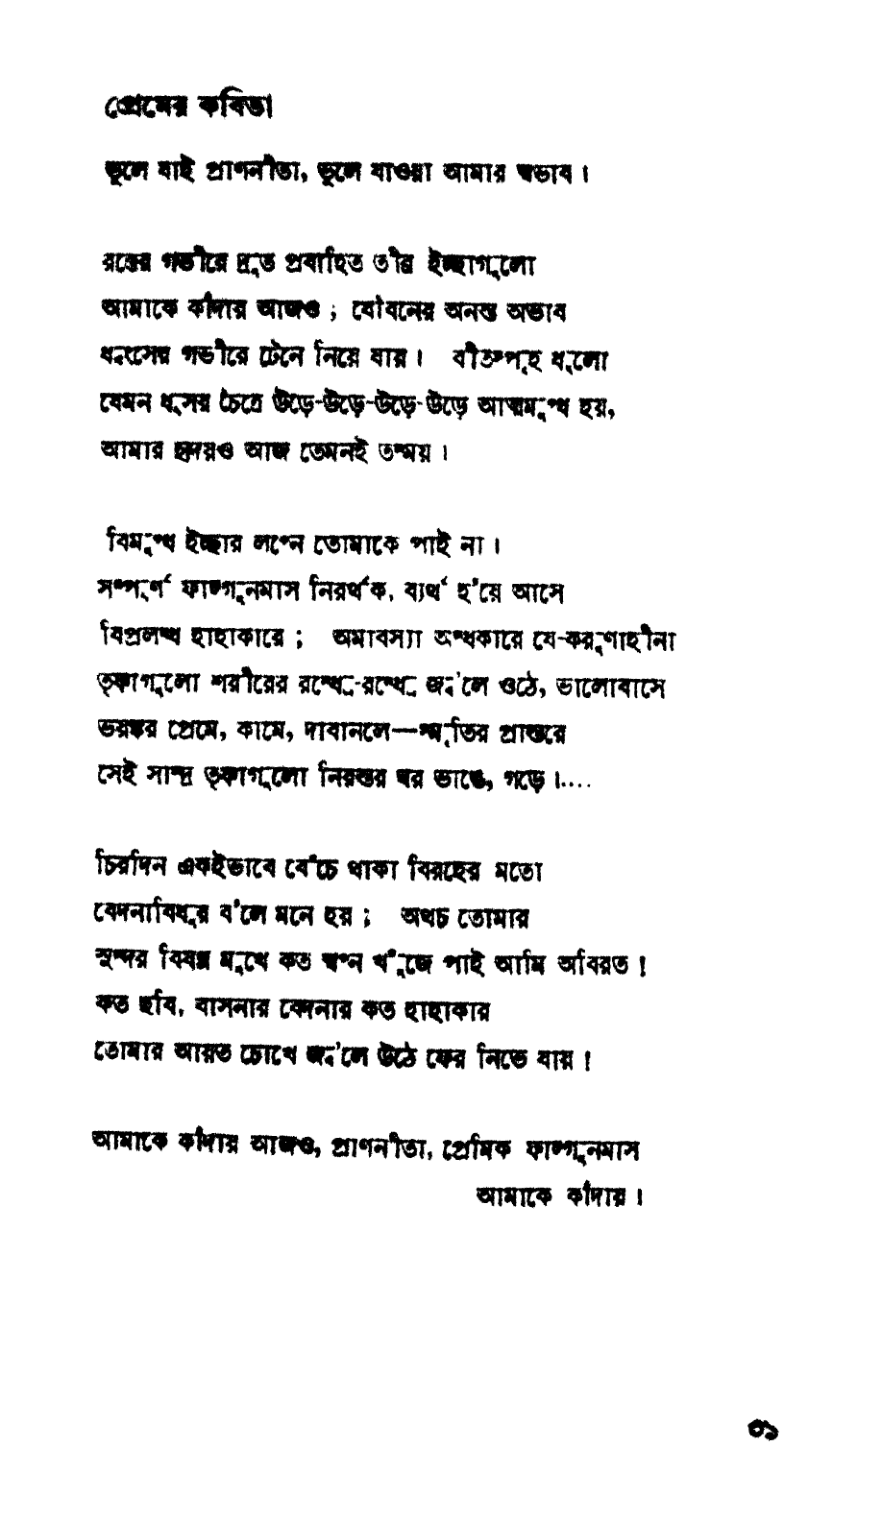 প্রেমের কবিতা
ভুলে যাই প্রাণনীতা, ভুলে যাওয়া আমার স্বভাব।
রক্তের গভীরে দ্রুত প্রবাহিত তীব্র ইচ্ছাগুলো
আমাকে কাঁদায় আজও; যৌবনের অনন্ত অভাব
ধ্বংসের গভীরে টেনে নিয়ে যায়। বীতস্পৃহ ধুলো
যেমন ধূসর চৈত্রে উড়ে-উড়ে-উড়ে-উড়ে আত্মমুগ্ধ হয়,
আমার হৃদয়ও আজ তেমনই তন্ময়।
বিমুগ্ধ ইচ্ছার লগ্নে তোমাকে পাই না।
সম্পূর্ণ ফাল্গুনমাস নিরর্থক, ব্যর্থ হ'য়ে আসে
বিপ্রলব্ধ হাহাকারে; অমাবস্যা অন্ধকারে যে-করুণাহীনা
তৃষ্ণাগুলো শরীরের রন্ধ্রে-রন্ধ্রে জ্ব'লে ওঠে, ভালোবাসে
ভয়ঙ্কর প্রেমে, কামে, দাবানলে—স্মৃতির প্রান্তরে
সেই সান্দ্র তৃষ্ণাগুলো নিরন্তর ঘর ভাঙে, গড়ে।....
চিরদিন একইভাবে বেঁচে থাকা বিরহের মতো
বেদনাবিধুর ব'লে মনে হয়; অথচ তোমার
সুন্দর বিষণ্ণ মুখে কত স্বপ্ন খুঁজে পাই আমি অবিরত!
কত ছবি, বাসনার বেদনার কত হাহাকার
তোমার আয়ত চোখে জ্ব'লে উঠে ফের নিভে যায়!
আমাকে কাঁদায় আজও, প্রাণনীতা, প্রেমিক ফাল্গুনমাস
আমাকে কাঁদায়।
৩১